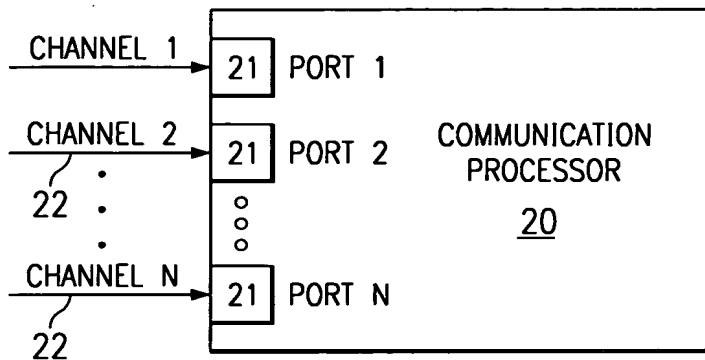 CHANNEL 1
21 PORT 1
CHANNEL 2
21 PORT 2
22
COMMUNICATION
PROCESSOR
20
CHANNEL N
21 PORT N
22